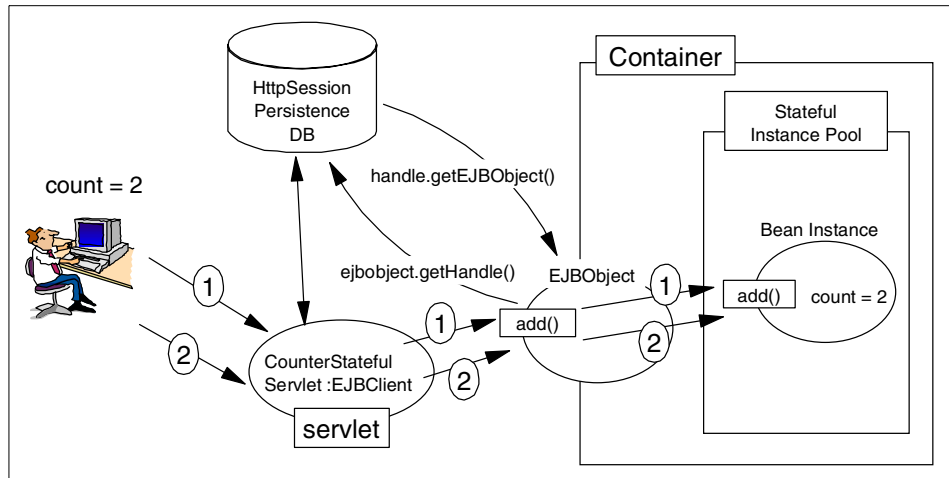 Container
HttpSession
Persistence
DB
Stateful
Instance Pool
handle.getEJBObject()
count = 2
Bean Instance
ejbobject.getHandle()
EJBObject
1
1
1
add()
add()
count = 2
2
2
2
CounterStateful
Servlet :EJBClient
servlet